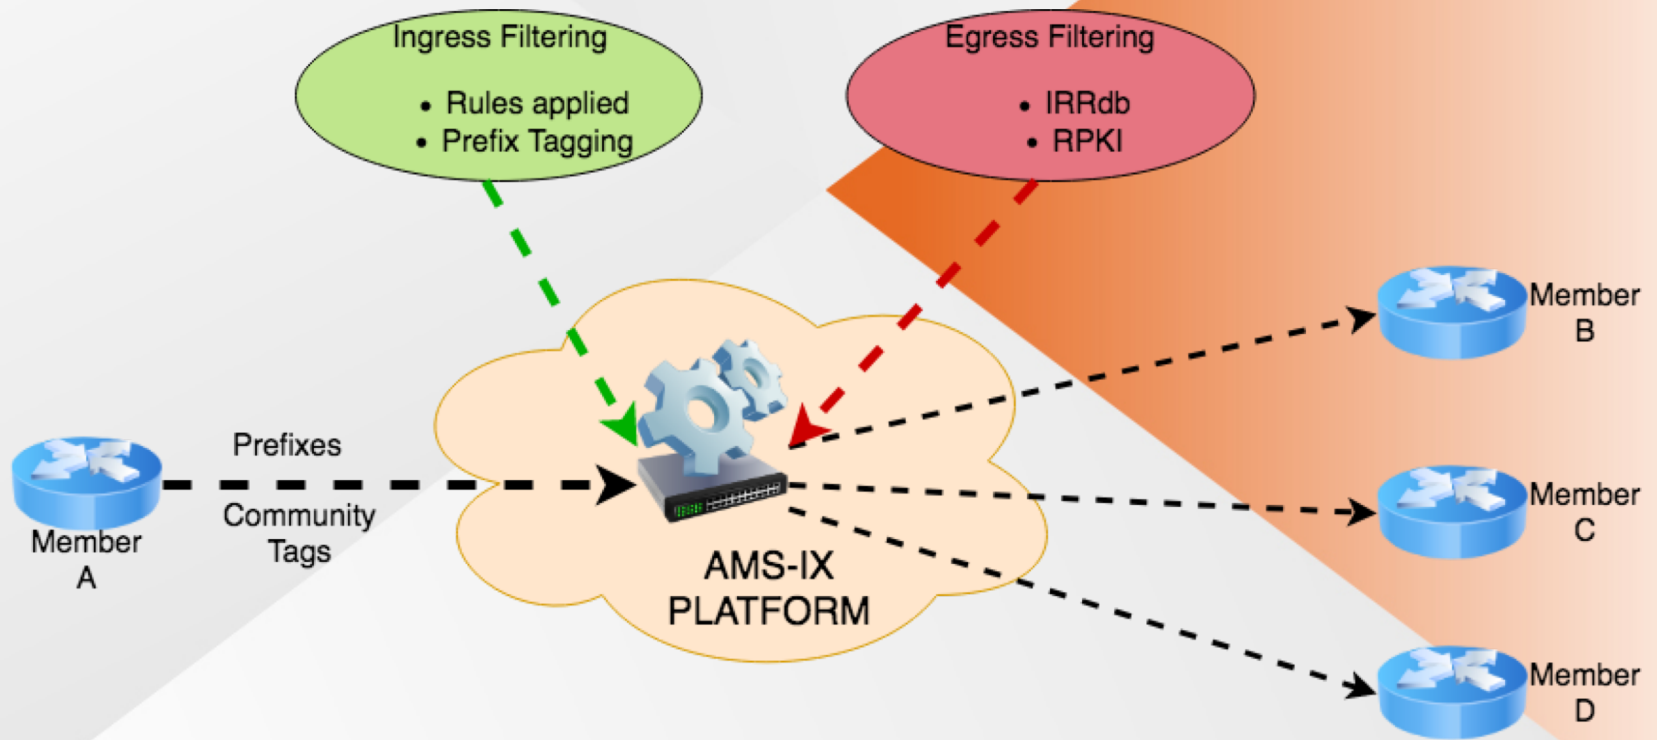 Ingress Filtering
• Rules applied
• Prefix Tagging
Egress Filtering
• IRRdb
• RPKI
Member
B
Prefixes
Community
Tags
Member
A
Member
C
AMS-IX
PLATFORM
Member
D